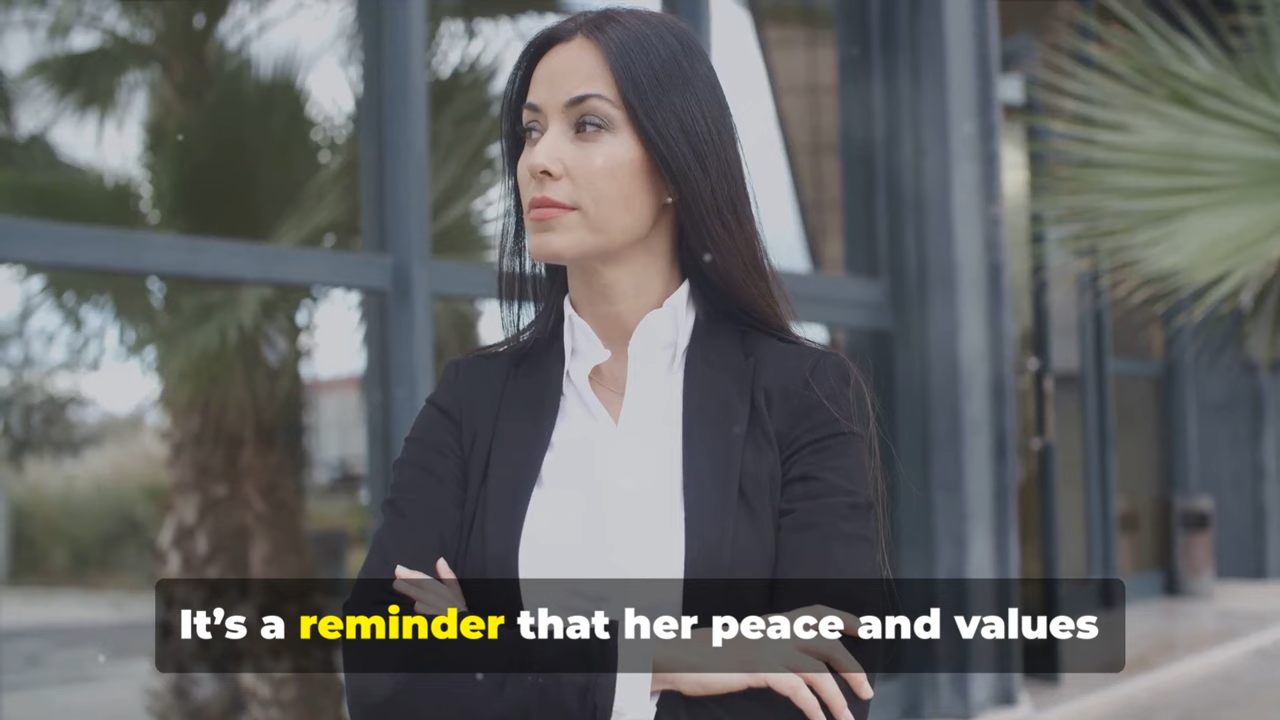 It’s a reminder that her peace and values